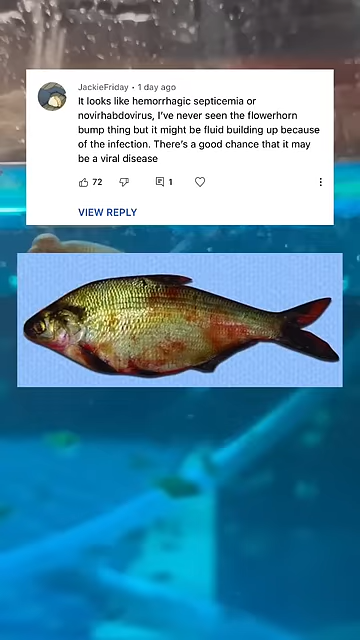 JackieFriday • 1 day ago
It looks like hemorrhagic septicemia or
novirhabdovirus, I've never seen the flowerhorn
bump thing but it might be fluid building up because
of the infection. There's a good chance that it may
be a viral disease
72 1
VIEW REPLY